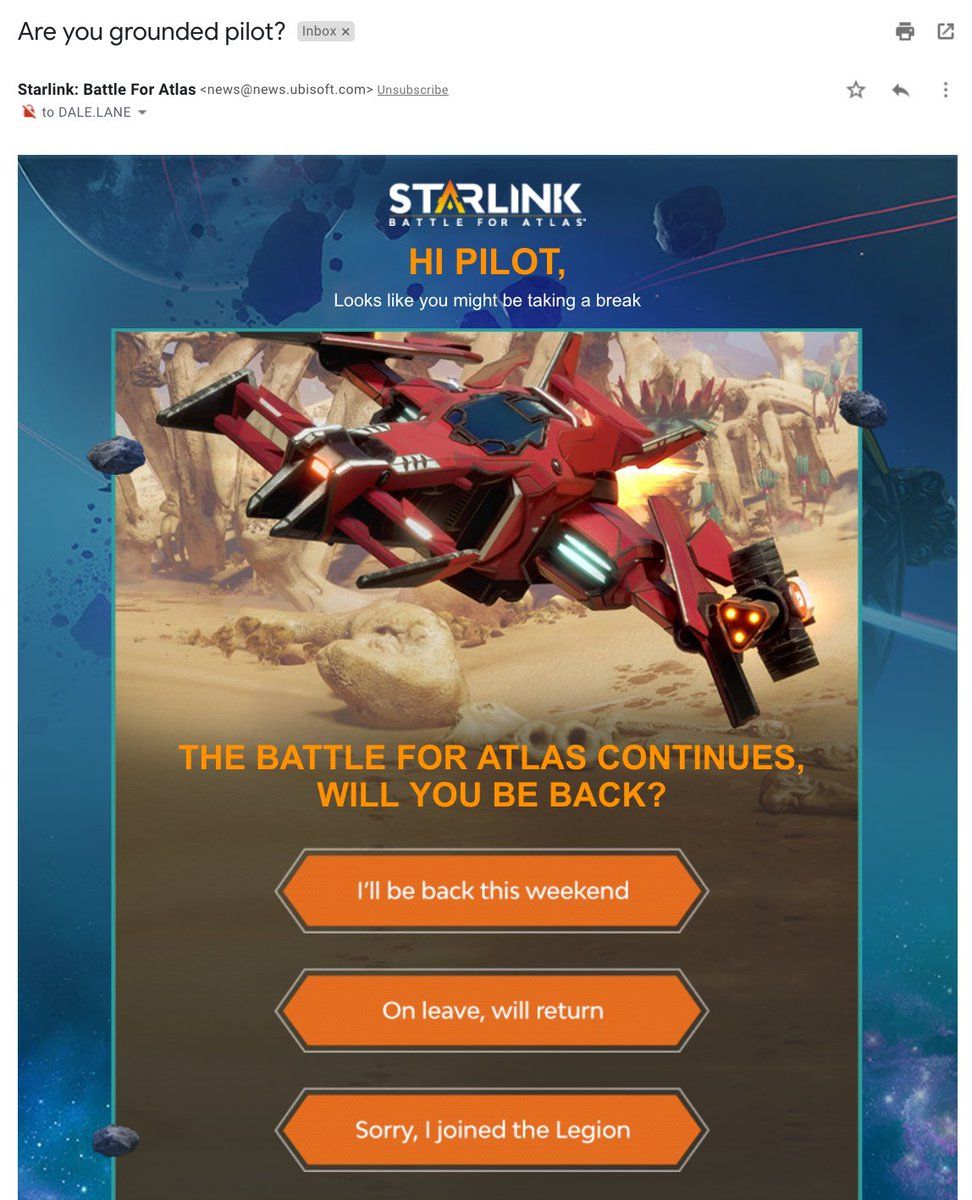 Are you grounded pilot? Inbox ×
Starlink: Battle For Atlas <news@news.ubisoft.com> Unsubscribe
to DALE.LANE
STARLINK
BATTLE FOR ATLAS™
HI PILOT,
Looks like you might be taking a break
THE BATTLE FOR ATLAS CONTINUES,
WILL YOU BE BACK?
I'll be back this weekend
On leave, will return
Sorry, I joined the Legion